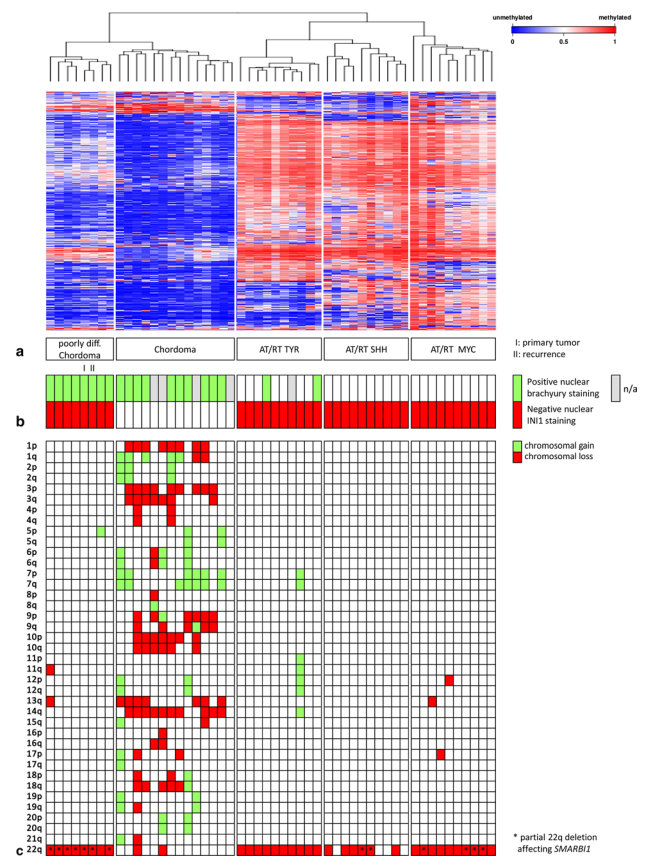 unmethylated methylated
0 0.5 1
a
poorly diff.
Chordoma
Chordoma
AT/RT TYR
AT/RT SHH
AT/RT MYC
I: primary tumor
II: recurrence
I II
b
Positive nuclear
brachyury staining
n/a
Negative nuclear
INI1 staining
chromosomal gain
chromosomal loss
1p
1q
2p
2q
3p
3q
4p
4q
5p
5q
6p
6q
7p
7q
8p
8q
9p
9q
10p
10q
11p
11q
12p
12q
13q
14q
15q
16p
16q
17p
17q
18p
18q
19p
19q
20p
20q
21q
c 22q
* * * * * * * * * * * * * * *
* partial 22q deletion
affecting SMARBI1